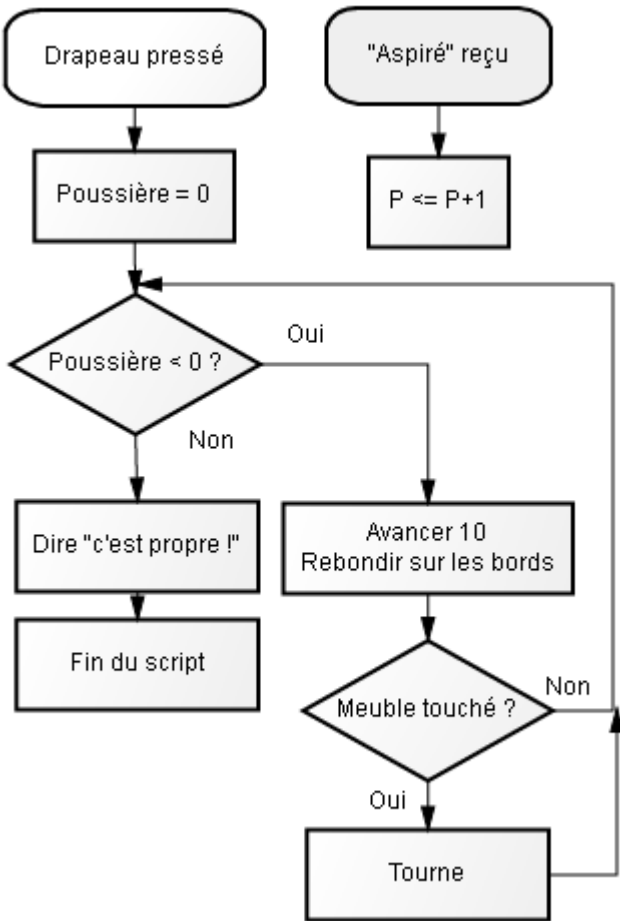 Drapeau pressé
"Aspiré" reçu
Poussière = 0
P <= P+1
Poussière < 0 ?
Oui
Non
Dire "c'est propre !"
Avancer 10
Rebondir sur les bords
Fin du script
Meuble touché ?
Non
Oui
Tourne